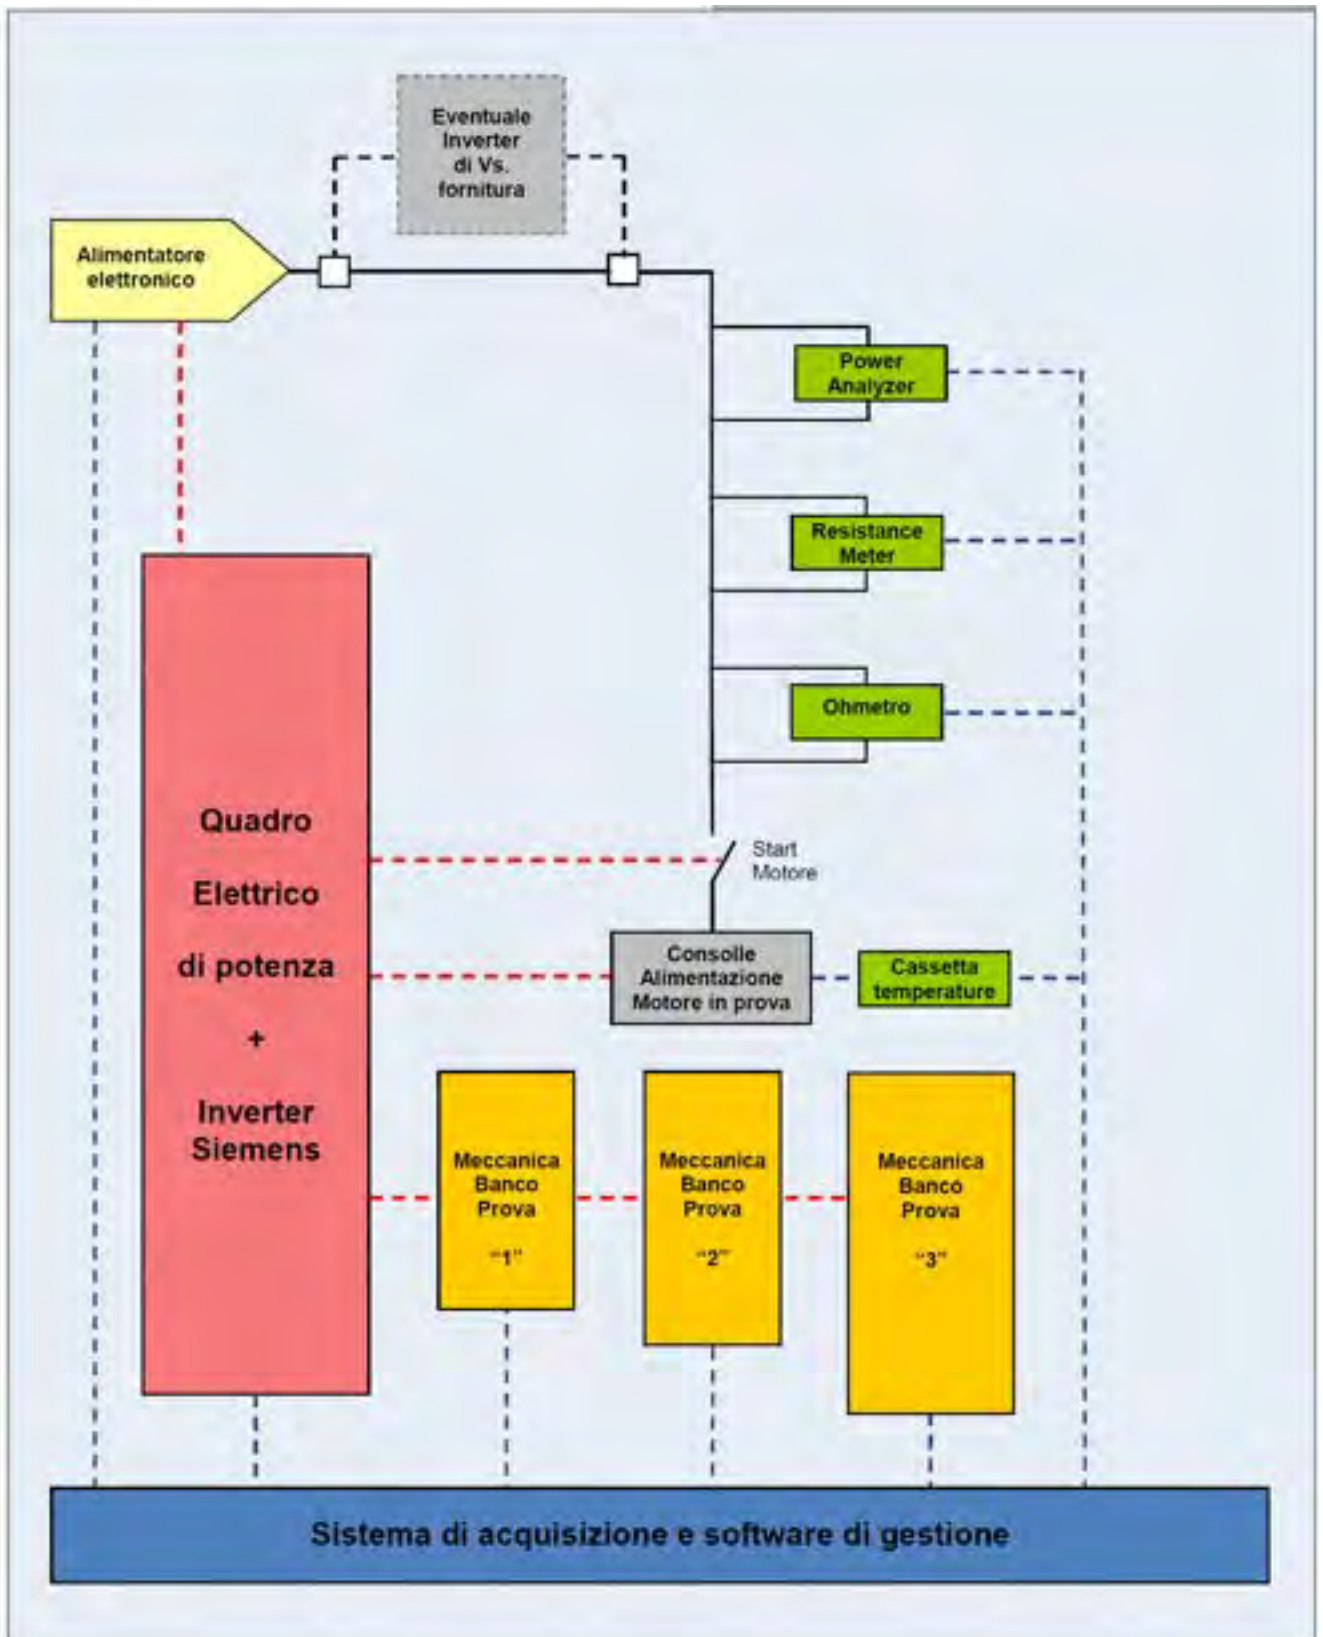 Eventuale
Inverter
di Vs.
fornitura
Alimentatore
elettronico
Power
Analyzer
Resistance
Meter
Ohmetro
Quadro
Elettrico
di potenza
+
Inverter
Siemens
Start
Motore
Consolle
Alimentazione
Motore in prova
Cassetta
temperature
Meccanica
Banco
Prova
"1"
Meccanica
Banco
Prova
"2"
Meccanica
Banco
Prova
"3"
Sistema di acquisizione e software di gestione